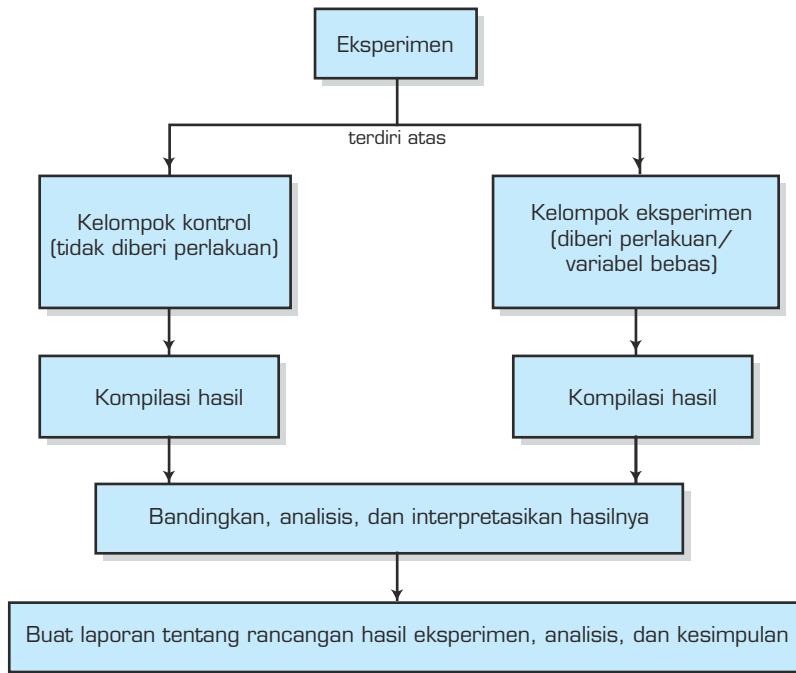 Eksperimen
terdiri atas
Kelompok kontrol
(tidak diberi perlakuan)
Kelompok eksperimen
(diberi perlakuan/
variabel bebas)
Kompilasi hasil
Kompilasi hasil
Bandingkan, analisis, dan interpretasikan hasilnya
Buat laporan tentang rancangan hasil eksperimen, analisis, dan kesimpulan